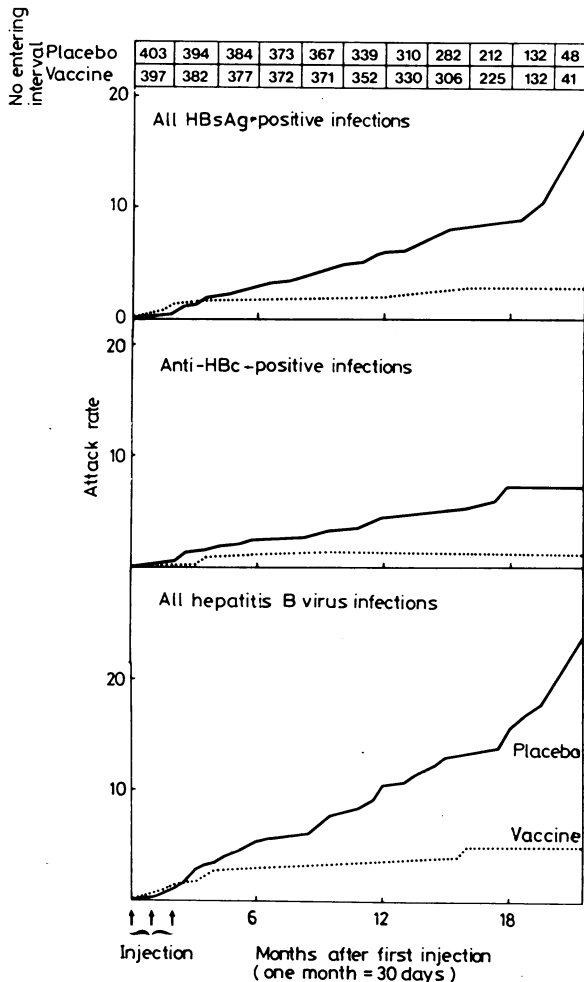 No entering
interval
Placebo 403 394 384 373 367 339 310 282 212 132 48
Vaccine 397 382 377 372 371 352 330 306 225 132 41
20
All HBsAg-positive infections
10
0
20
Anti-HBc-positive infections
Attack rate
10
All hepatitis B virus infections
20
Placebo
10
Vaccine
6 12 18
Injection
Months after first injection
(one month = 30 days)